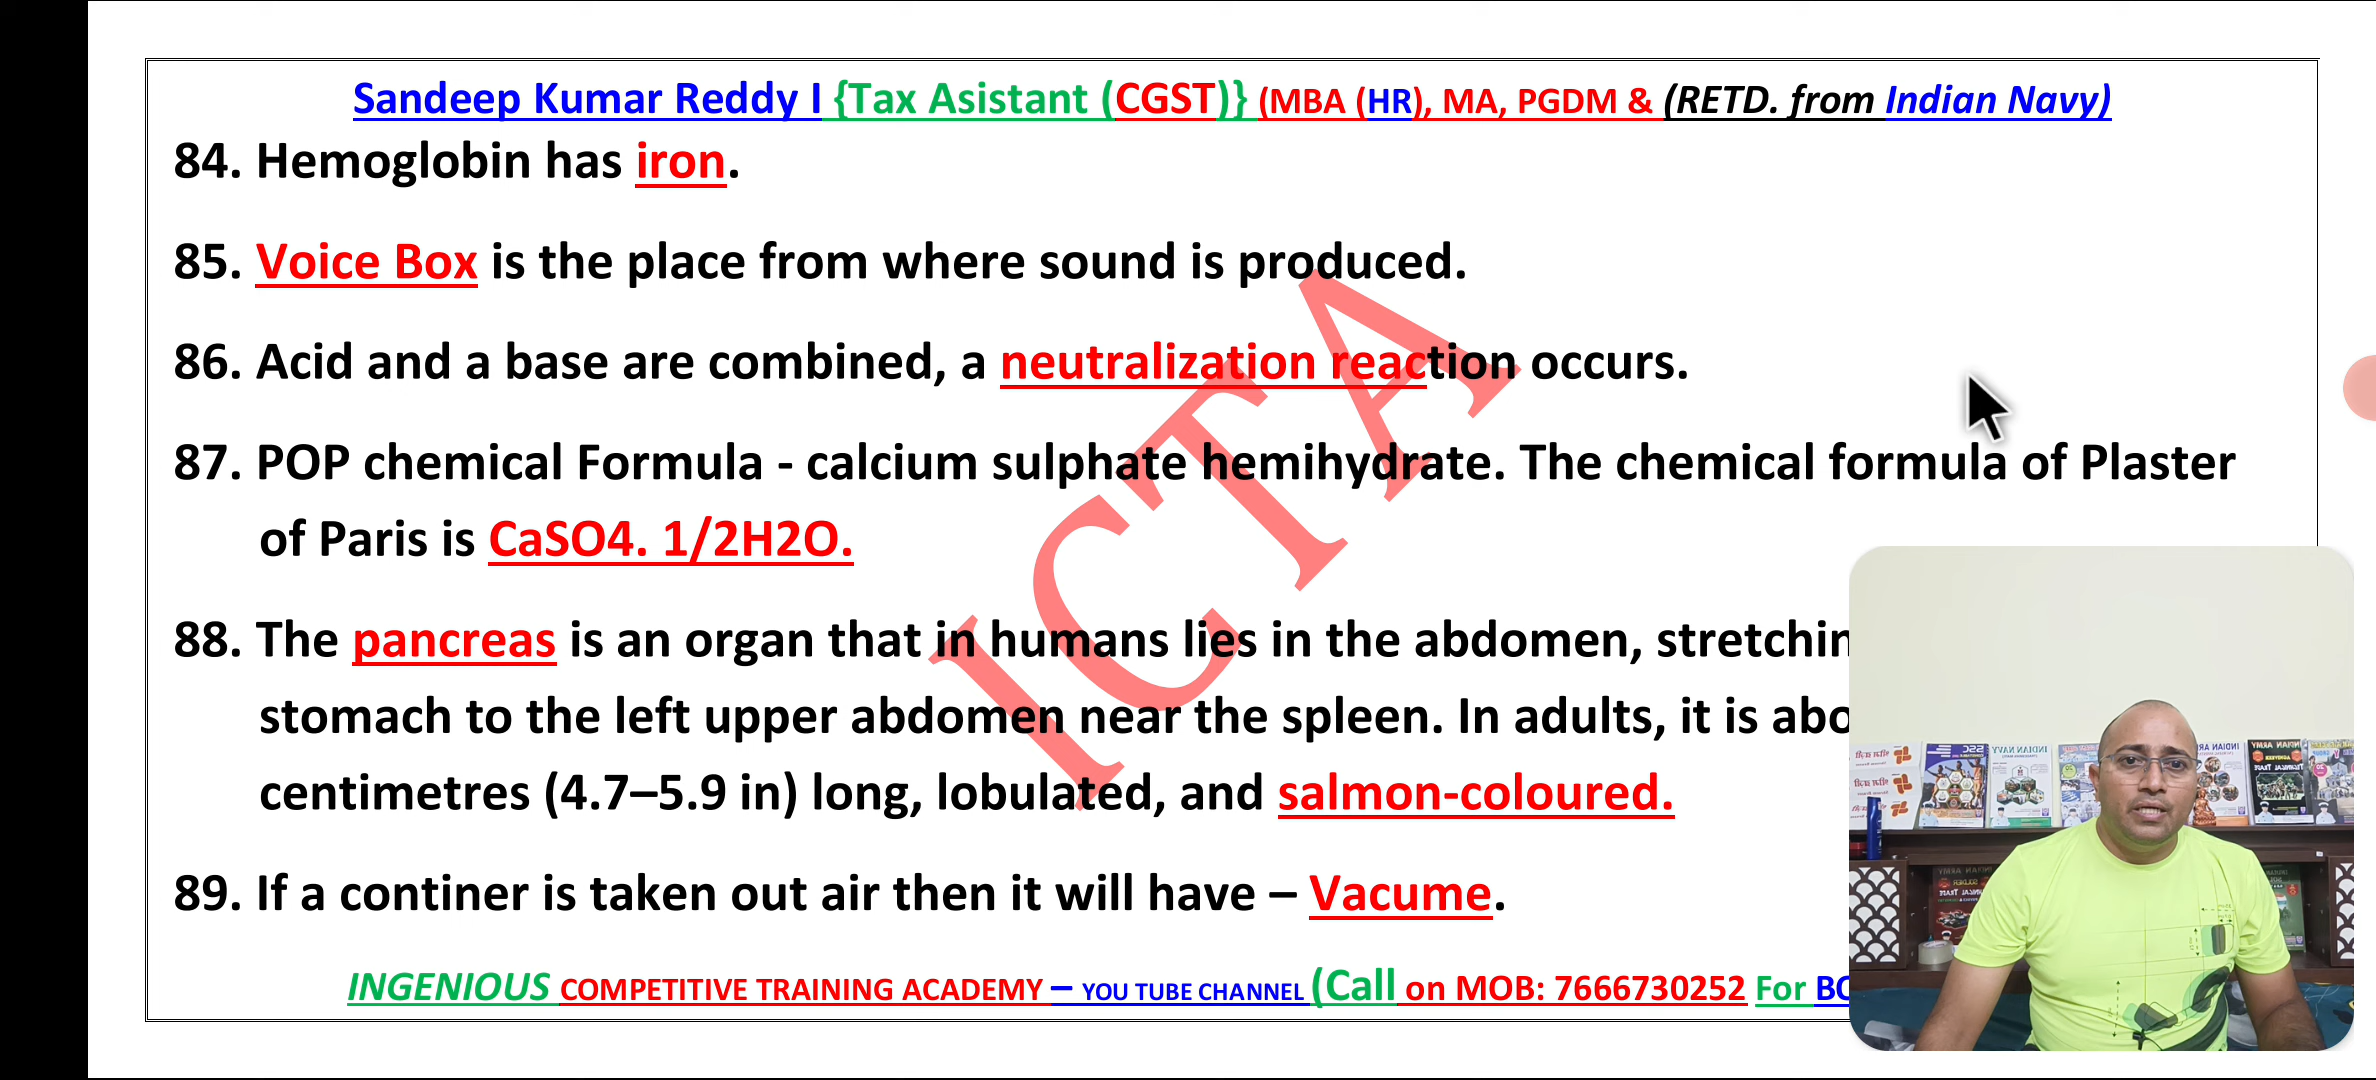 Sandeep Kumar Reddy I {Tax Asistant (CGST)} (MBA (HR), MA, PGDM & (RETD. from Indian Navy)
84. Hemoglobin has iron.
85. Voice Box is the place from where sound is produced.
86. Acid and a base are combined, a neutralization reaction occurs.
87. POP chemical Formula - calcium sulphate hemihydrate. The chemical formula of Plaster
of Paris is CaSO4. 1/2H2O.
88. The pancreas is an organ that in humans lies in the abdomen, stretchin
stomach to the left upper abdomen near the spleen. In adults, it is abo
centimetres (4.7–5.9 in) long, lobulated, and salmon-coloured.
89. If a continer is taken out air then it will have – Vacume.
ICTA
INGENIOUS COMPETITIVE TRAINING ACADEMY – YOU TUBE CHANNEL (Call on MOB: 7666730252 For
SSC
INDIAN NAVY
INDIAN ARMY